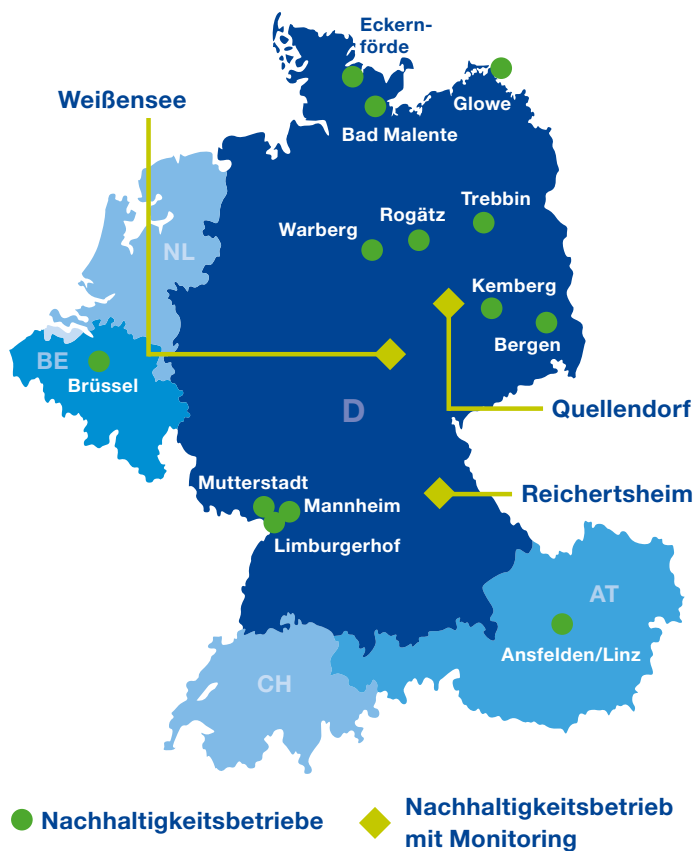 Eckern-
förde
Weißensee
Glowe
Bad Malente
Trebbin
Rogätz
Warberg
NL
Kemberg
Bergen
BE
Brüssel
D
Quellendorf
Mutterstadt
Mannheim
Reichertsheim
Limburgerhof
AT
Ansfelden/Linz
CH
Nachhaltigkeitsbetriebe
Nachhaltigkeitsbetrieb
mit Monitoring